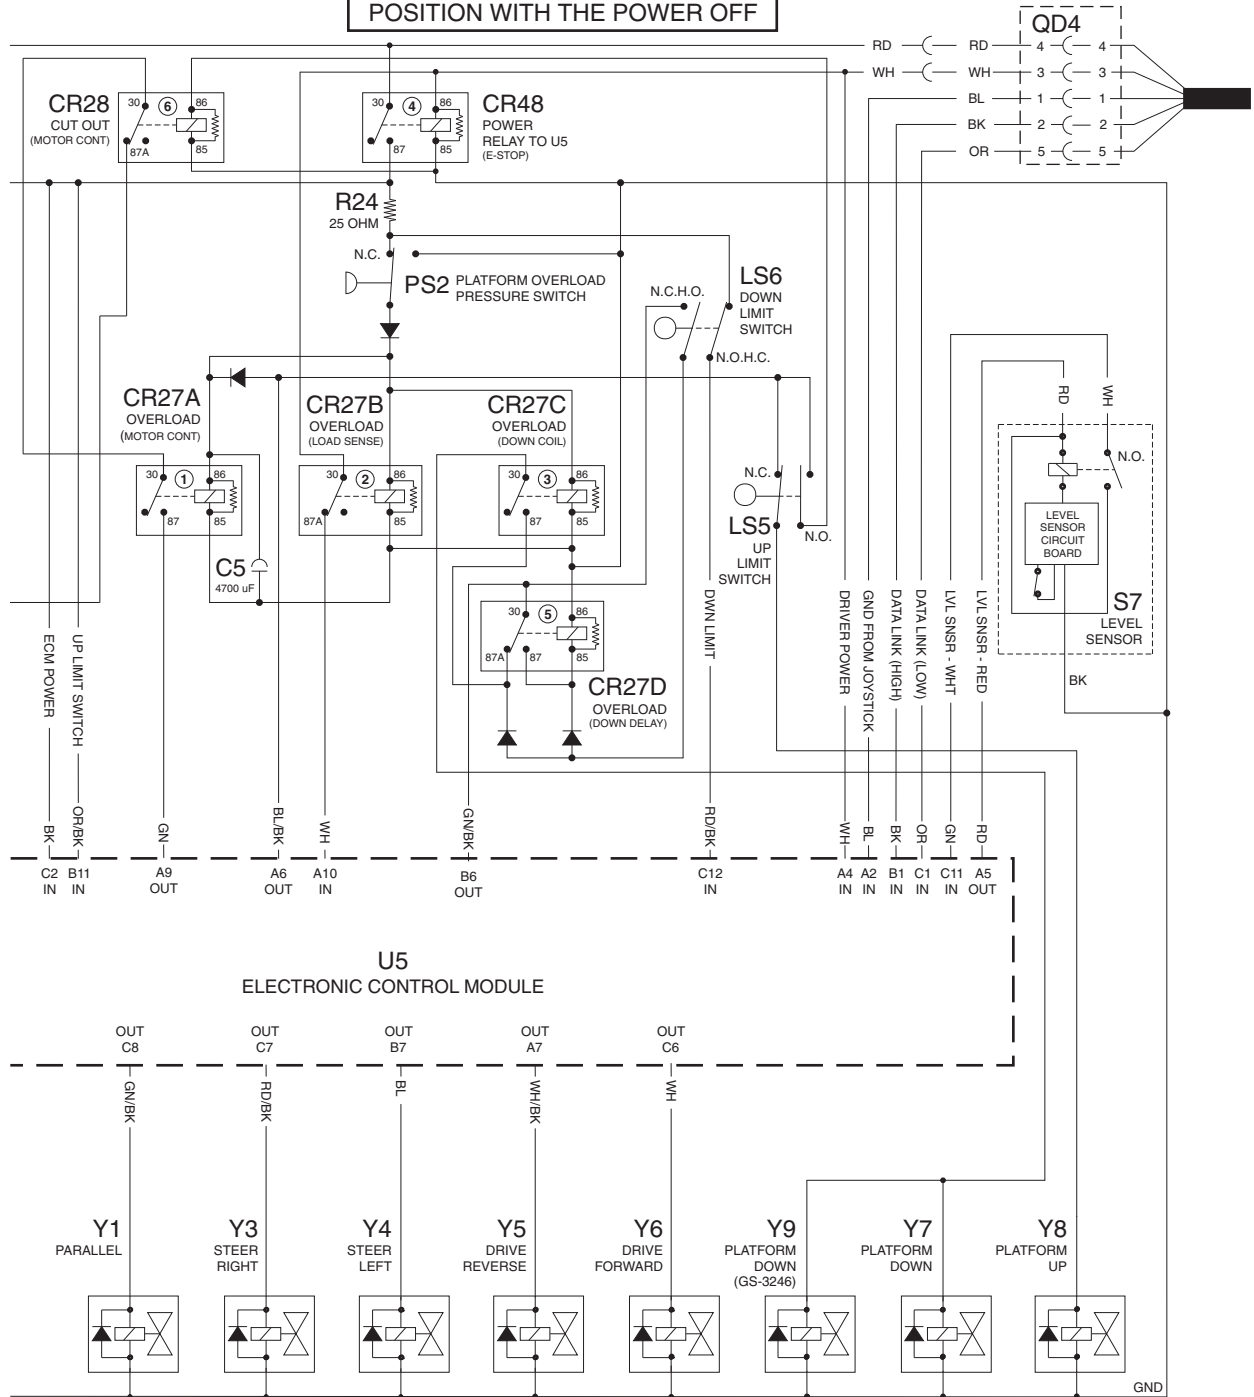 POSITION WITH THE POWER OFF
QD4
RD RD 4 4
WH WH 3 3
BL 1 1
BK 2 2
OR 5 5
CR28
CUT OUT
(MOTOR CONT)
30 6 86
87A 85
30 4 86
87 85
CR48
POWER
RELAY TO U5
(E-STOP)
R24
25 OHM
N.C.
PS2 PLATFORM OVERLOAD
PRESSURE SWITCH
N.C.H.O.
N.O.H.C.
LS6
DOWN
LIMIT
SWITCH
CR27A
OVERLOAD
(MOTOR CONT)
30 1 86
87 85
CR27B
OVERLOAD
(LOAD SENSE)
30 2 86
87A 85
CR27C
OVERLOAD
(DOWN COIL)
30 3 86
87 85
C5
4700 uF
30 5 86
87A 87 85
CR27D
OVERLOAD
(DOWN DELAY)
N.C.
LS5
N.O.
UP
LIMIT
SWITCH
RD
WH
N.O.
LEVEL
SENSOR
CIRCUIT
BOARD
S7
LEVEL
SENSOR
BK
ECM POWER
UP LIMIT SWITCH
DWN LIMIT
DRIVER POWER
GND FROM JOYSTICK
DATA LINK (HIGH)
DATA LINK (LOW)
LVL SNSR - WHT
LVL SNSR - RED
BK
OR/BK
GN
BL/BK
WH
GN/BK
RD/BK
WH
BL
BK
OR
GN
RD
C2 B11 A9 A6 A10 B6 C12 A4 A2 B1 C1 C11 A5
IN IN OUT OUT IN OUT IN IN IN IN IN IN OUT
U5
ELECTRONIC CONTROL MODULE
OUT OUT OUT OUT OUT
C8 C7 B7 A7 C6
GN/BK
RD/BK
BL
WH/BK
WH
Y1
PARALLEL
Y3
STEER
RIGHT
Y4
STEER
LEFT
Y5
DRIVE
REVERSE
Y6
DRIVE
FORWARD
Y9
PLATFORM
DOWN
(GS-3246)
Y7
PLATFORM
DOWN
Y8
PLATFORM
UP
GND